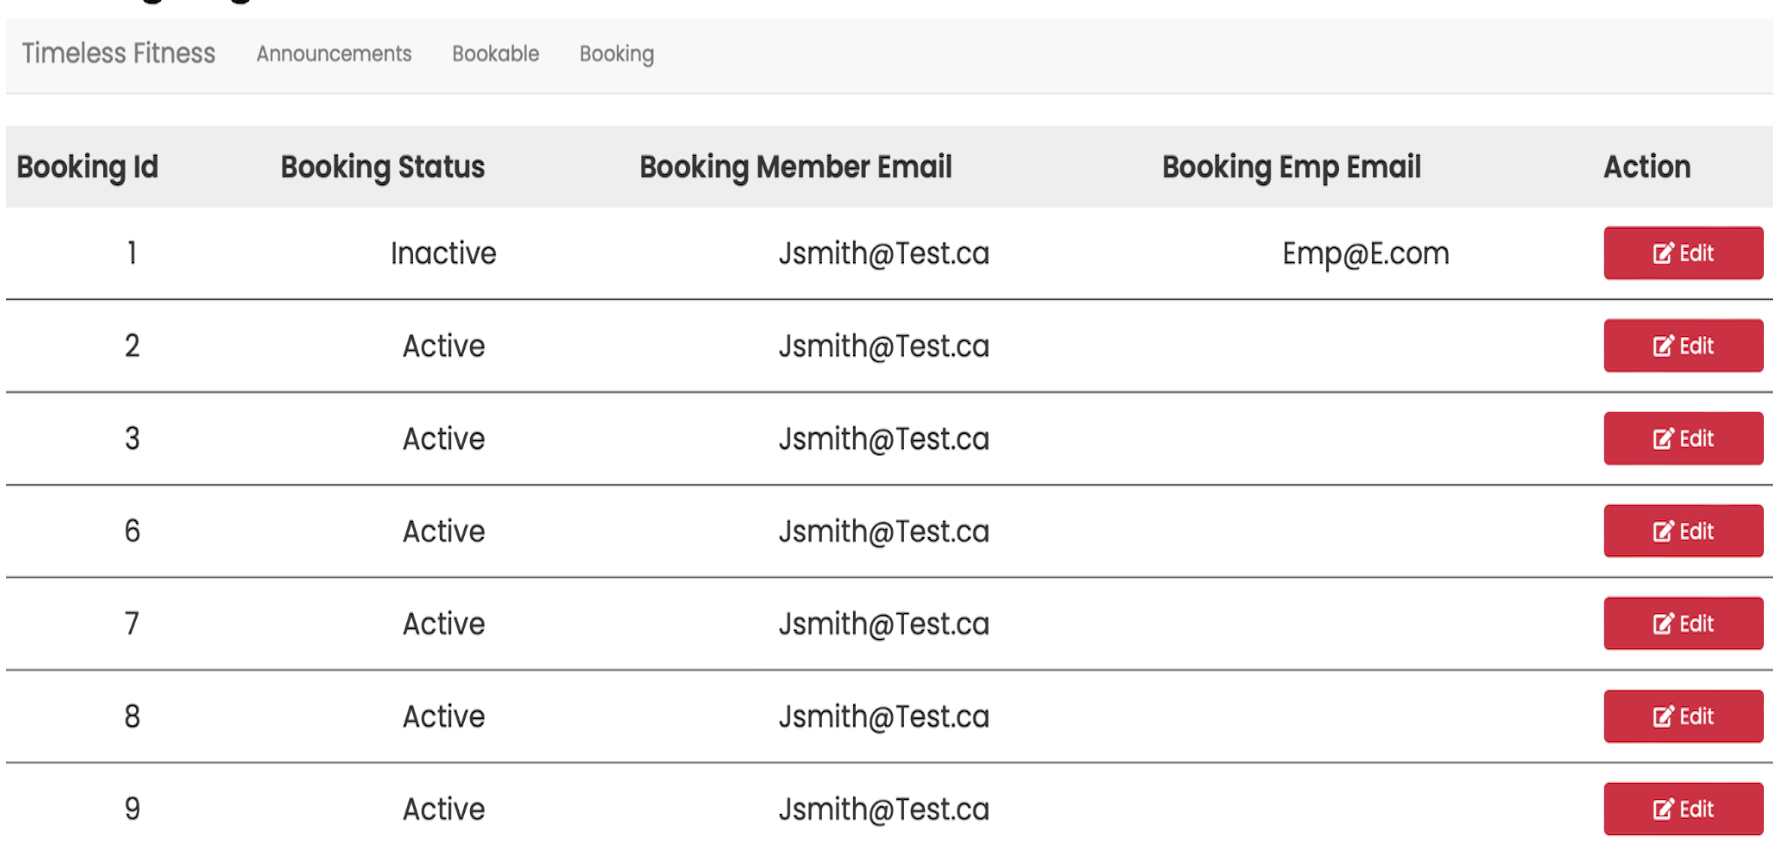 Timeless Fitness Announcements Bookable Booking
Booking Id Booking Status Booking Member Email Booking Emp Email Action
1 Inactive Jsmith@Test.ca Emp@E.com Edit
2 Active Jsmith@Test.ca Edit
3 Active Jsmith@Test.ca Edit
6 Active Jsmith@Test.ca Edit
7 Active Jsmith@Test.ca Edit
8 Active Jsmith@Test.ca Edit
9 Active Jsmith@Test.ca Edit